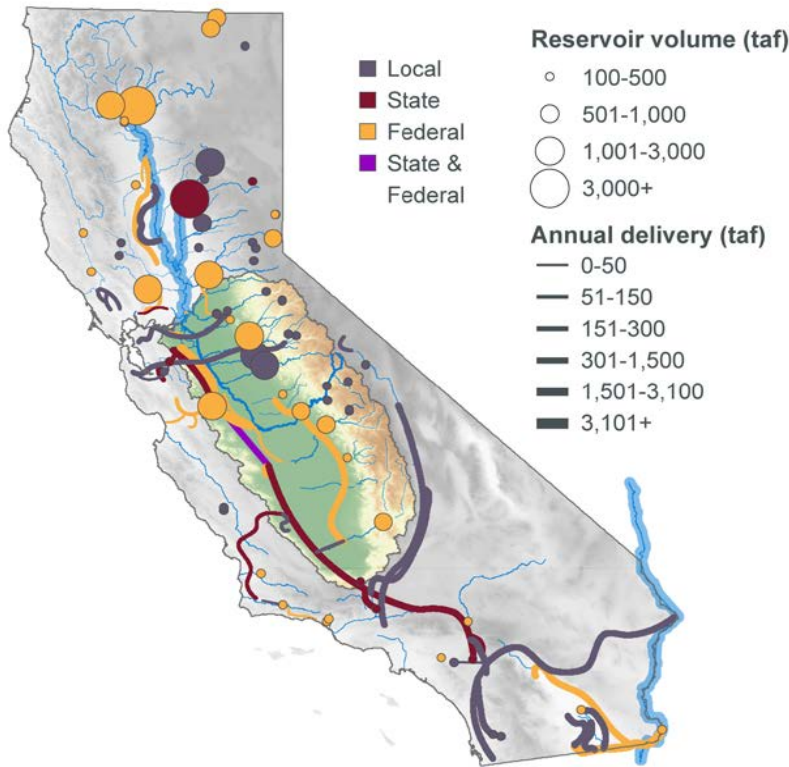 Local
State
Federal
State &
Federal
Reservoir volume (taf)
100-500
501-1,000
1,001-3,000
3,000+
Annual delivery (taf)
0-50
51-150
151-300
301-1,500
1,501-3,100
3,101+